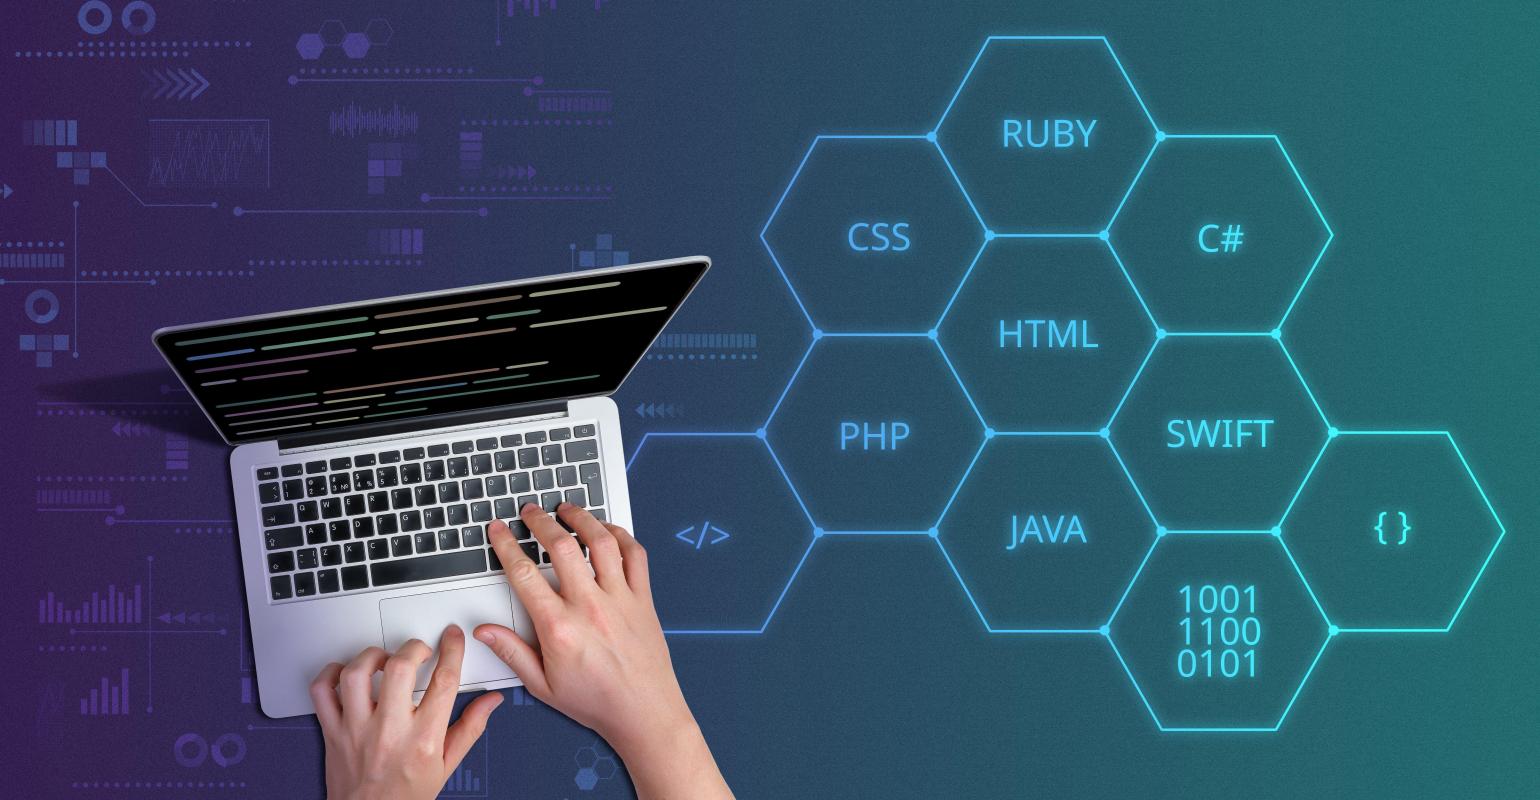 RUBY
CSS
C#
HTML
PHP
SWIFT
JAVA
</>
{ }
1001
1100
0101